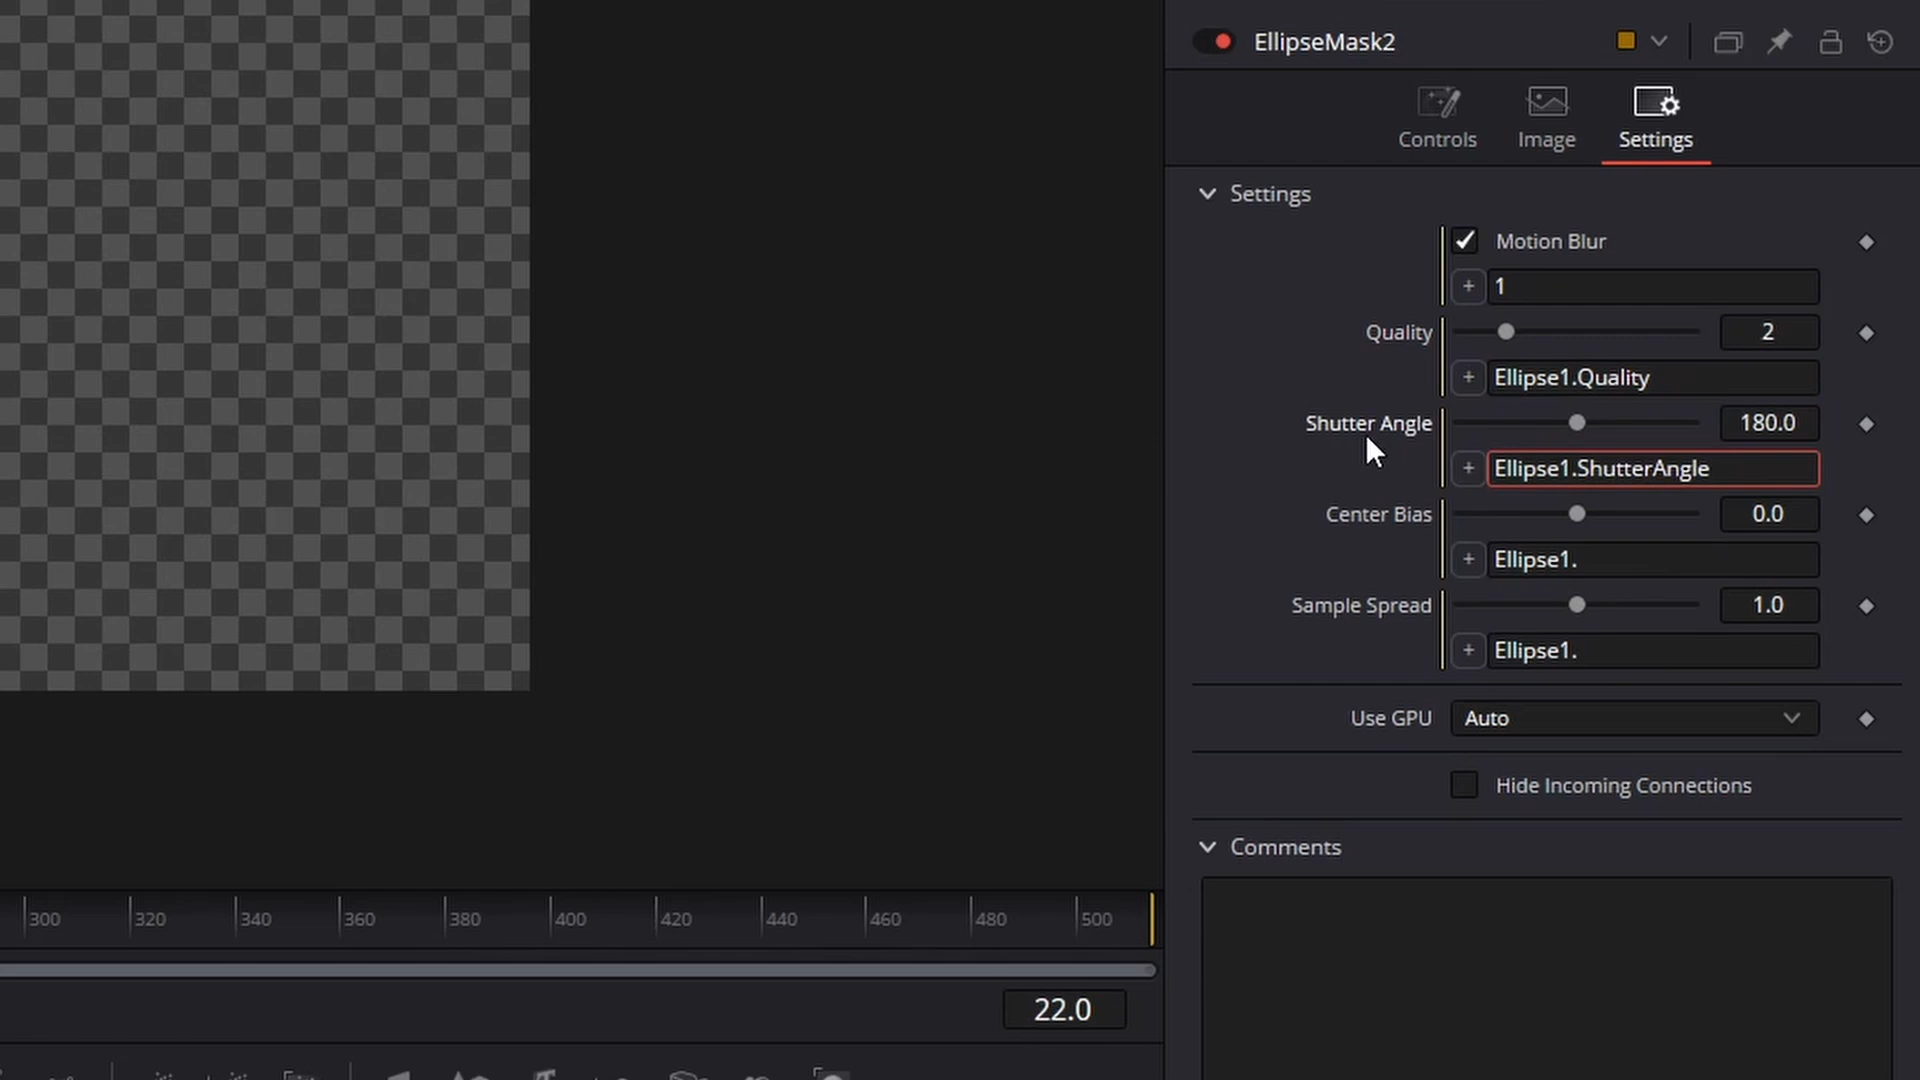 EllipseMask2
Controls
Image
Settings
Settings
Motion Blur
1
Quality
2
Ellipse1.Quality
Shutter Angle
180.0
Ellipse1.ShutterAngle
Center Bias
0.0
Ellipse1.
Sample Spread
1.0
Ellipse1.
Use GPU
Auto
Hide Incoming Connections
Comments
300 320 340 360 380 400 420 440 460 480 500
22.0